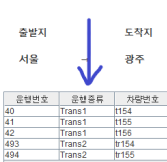 출발지 도착지
서울 → 광주
운행번호 운행종류 차량번호
40 Trans1 t154
41 Trans1 t155
42 Trans1 t156
493 Trans2 tr154
494 Trans2 tr155